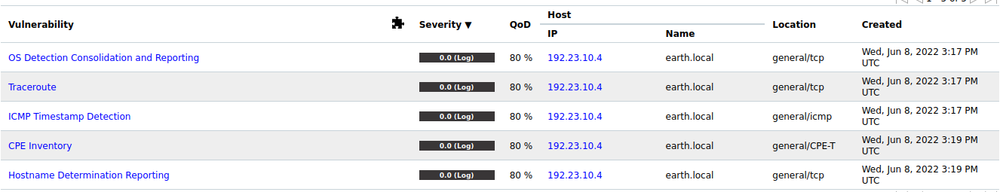 Vulnerability Severity ▼ QoD Host Location Created
IP Name
OS Detection Consolidation and Reporting 0.0 (Log) 80 % 192.23.10.4 earth.local general/tcp Wed, Jun 8, 2022 3:17 PM
UTC
Traceroute 0.0 (Log) 80 % 192.23.10.4 earth.local general/tcp Wed, Jun 8, 2022 3:17 PM
UTC
ICMP Timestamp Detection 0.0 (Log) 80 % 192.23.10.4 earth.local general/icmp Wed, Jun 8, 2022 3:17 PM
UTC
CPE Inventory 0.0 (Log) 80 % 192.23.10.4 earth.local general/CPE-T Wed, Jun 8, 2022 3:19 PM
UTC
Hostname Determination Reporting 0.0 (Log) 80 % 192.23.10.4 earth.local general/tcp Wed, Jun 8, 2022 3:19 PM
UTC